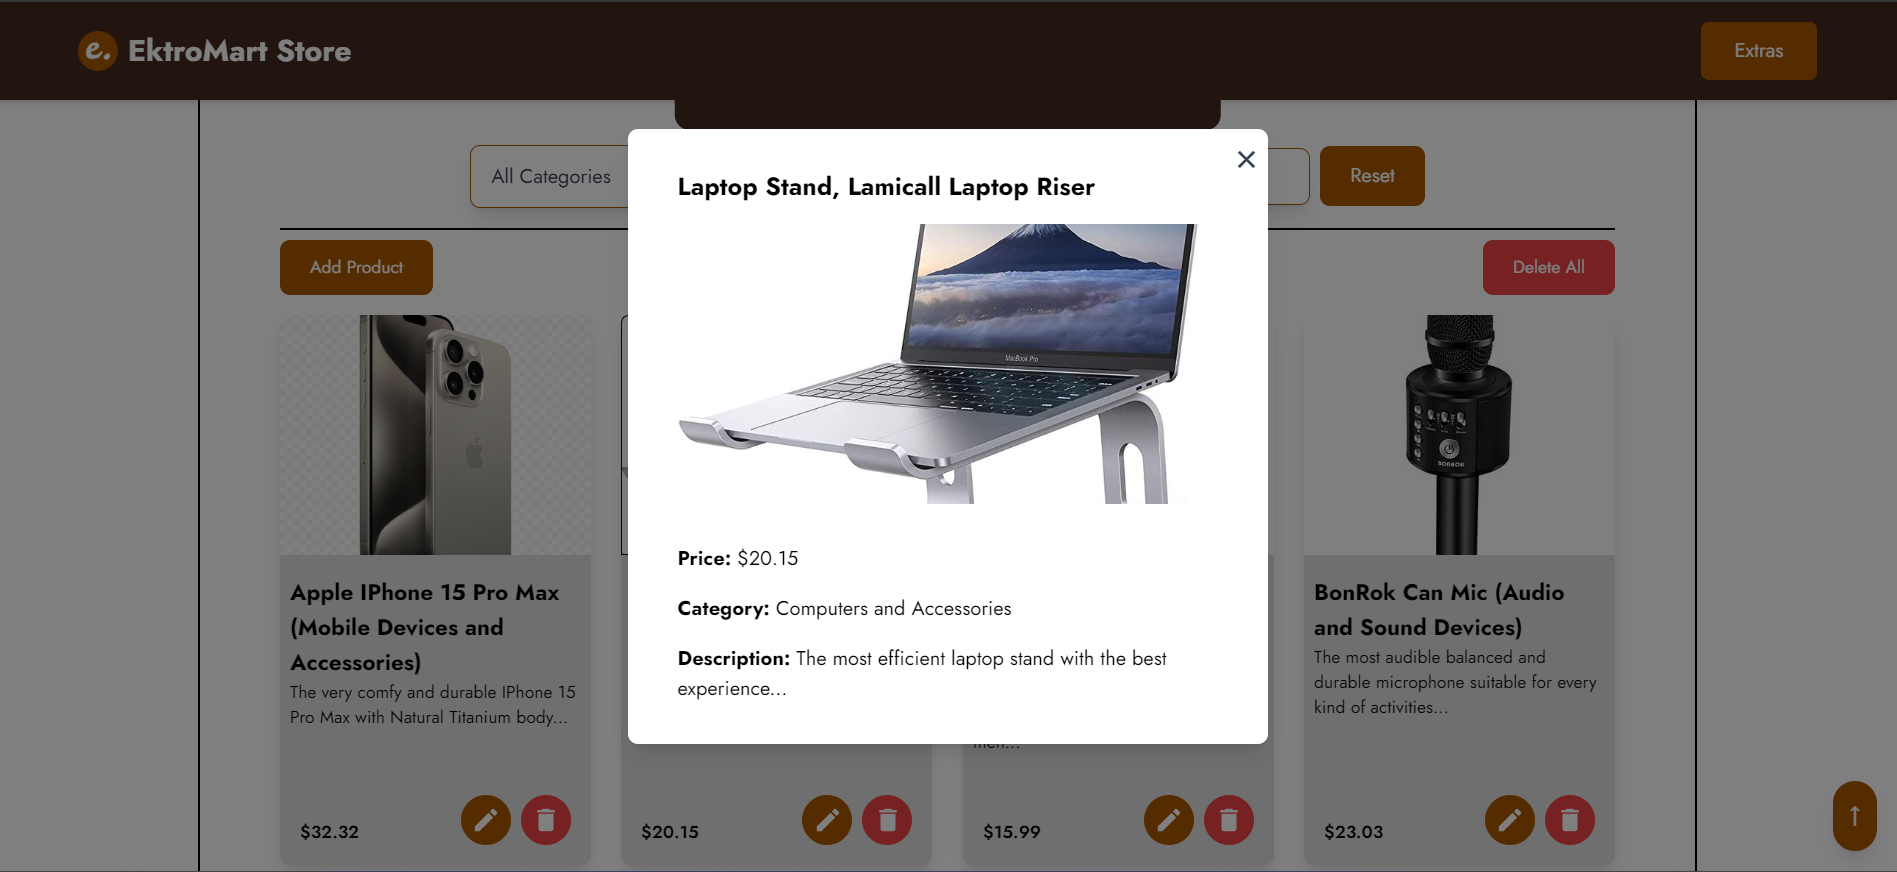 e. EktroMart Store
Extras
All Categories
Reset
Add Product
Delete All
Laptop Stand, Lamicall Laptop Riser
MacBook Pro
Price: $20.15
Category: Computers and Accessories
Description: The most efficient laptop stand with the best
experience...
Apple IPhone 15 Pro Max
(Mobile Devices and
Accessories)
The very comfy and durable IPhone 15
Pro Max with Natural Titanium body...
$32.32
$20.15
$15.99
BONROK
BonRok Can Mic (Audio
and Sound Devices)
The most audible balanced and
durable microphone suitable for every
kind of activities...
$23.03